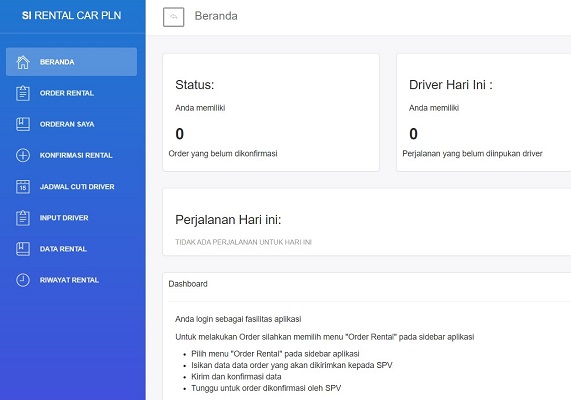 SI RENTAL CAR PLN
BERANDA
ORDER RENTAL
ORDERAN SAYA
KONFIRMASI RENTAL
15
JADWAL CUTI DRIVER
INPUT DRIVER
DATA RENTAL
RIWAYAT RENTAL
Beranda
Status:
Anda memiliki
0
Order yang belum dikonfirmasi
Driver Hari Ini :
Anda memiliki
0
Perjalanan yang belum diinpukan driver
Perjalanan Hari ini:
TIDAK ADA PERJALANAN UNTUK HARI INI
Dashboard
Anda login sebagai fasilitas aplikasi
Untuk melakukan Order silahkan memilih menu "Order Rental" pada sidebar aplikasi
• Pilih menu "Order Rental" pada sidebar aplikasi
• Isikan data data order yang akan dikirimkan kepada SPV
• Kirim dan konfirmasi data
• Tunggu untuk order dikonfirmasi oleh SPV